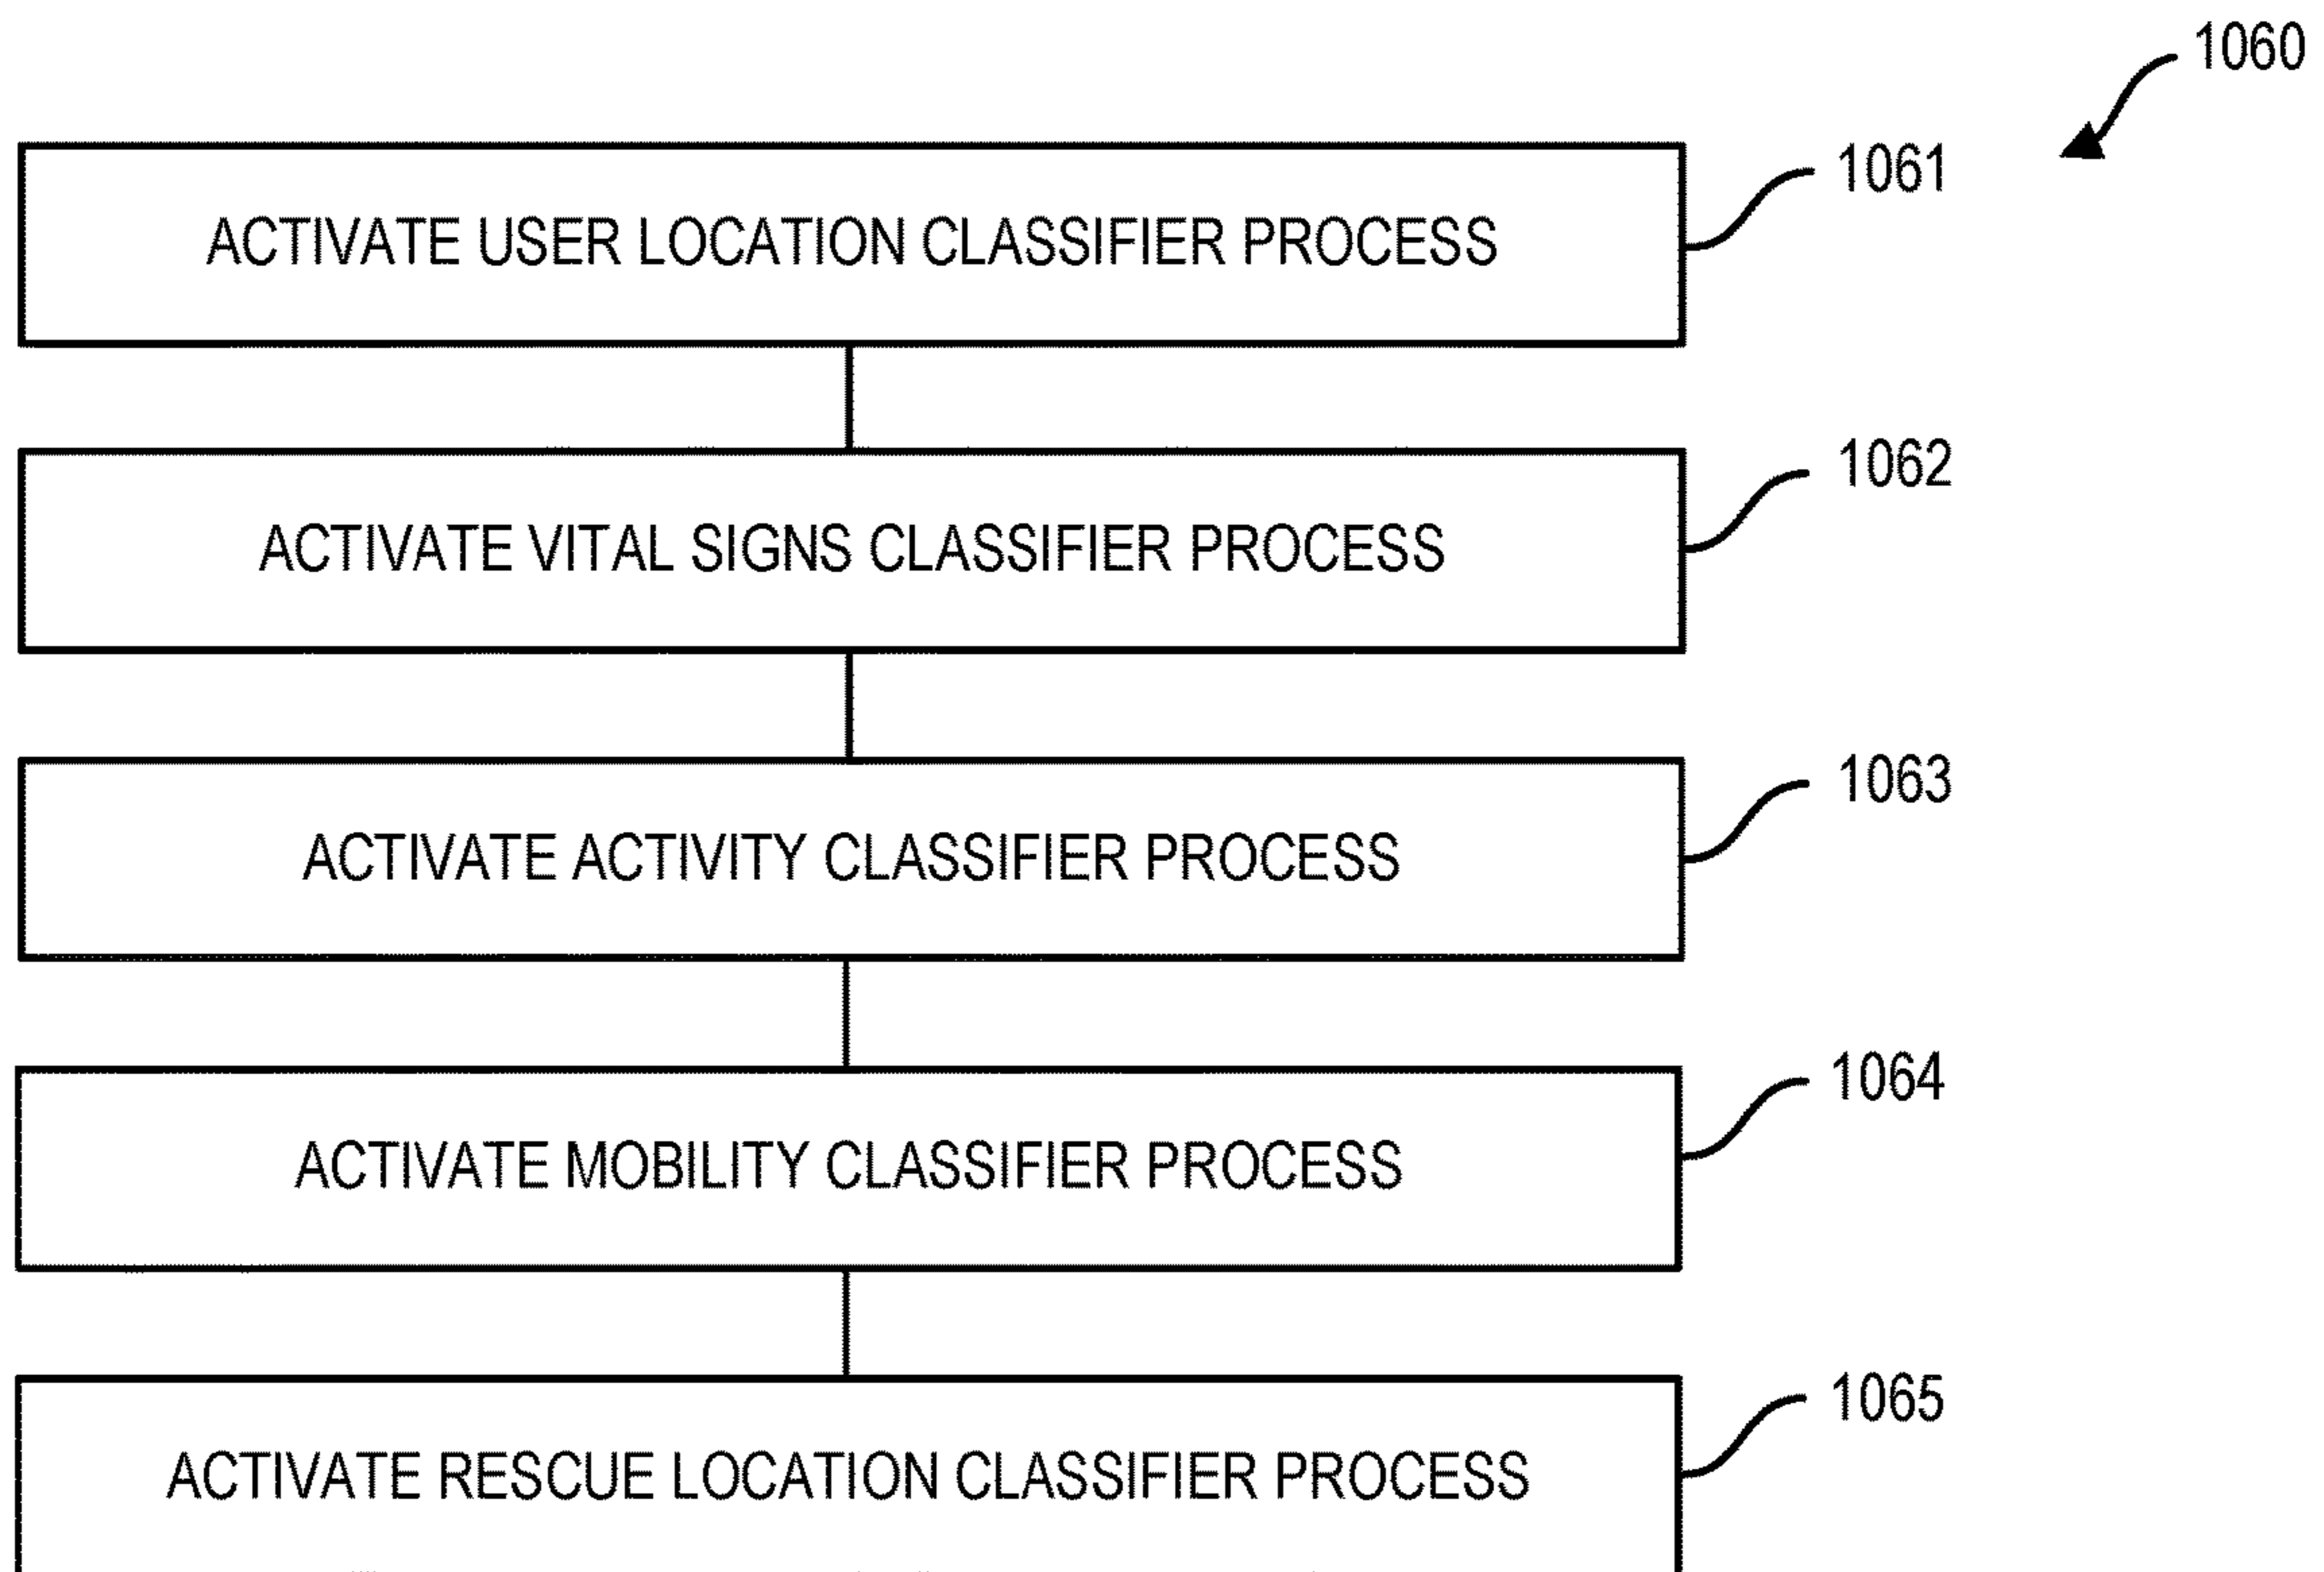 1060
ACTIVATE USER LOCATION CLASSIFIER PROCESS
1061
ACTIVATE VITAL SIGNS CLASSIFIER PROCESS
1062
ACTIVATE ACTIVITY CLASSIFIER PROCESS
1063
ACTIVATE MOBILITY CLASSIFIER PROCESS
1064
ACTIVATE RESCUE LOCATION CLASSIFIER PROCESS
1065